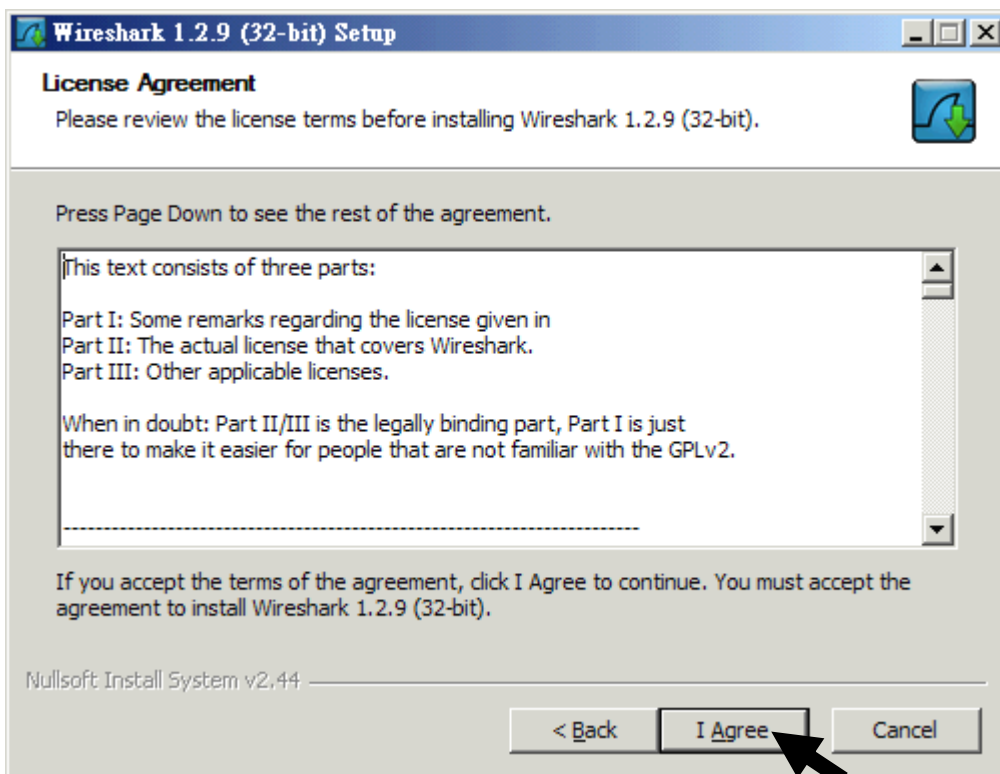 Wireshark 1.2.9 (32-bit) Setup
License Agreement
Please review the license terms before installing Wireshark 1.2.9 (32-bit).
Press Page Down to see the rest of the agreement.
This text consists of three parts:
Part I: Some remarks regarding the license given in
Part II: The actual license that covers Wireshark.
Part III: Other applicable licenses.
When in doubt: Part II/III is the legally binding part, Part I is just
there to make it easier for people that are not familiar with the GPLv2.
------------------------------------------------------------------------
If you accept the terms of the agreement, click I Agree to continue. You must accept the
agreement to install Wireshark 1.2.9 (32-bit).
Nullsoft Install System v2.44
< Back
I Agree
Cancel